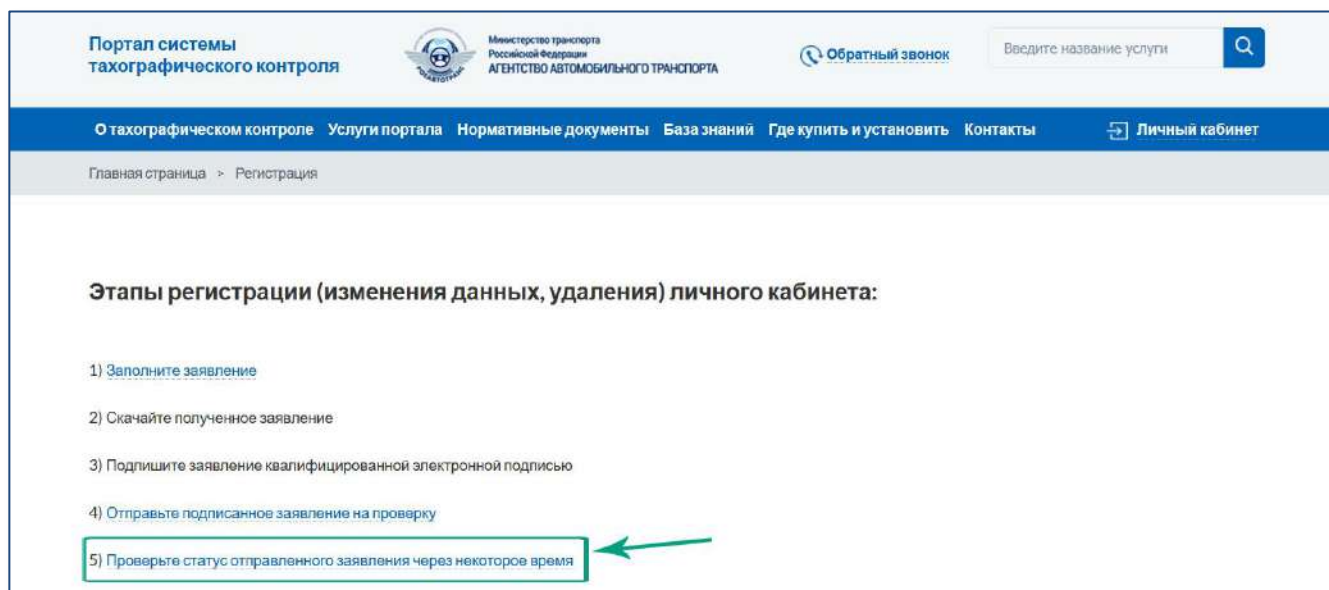 Портал системы
тахографического контроля
РОСАВТОТРАНС
Министерство транспорта
Российской Федерации
АГЕНТСТВО АВТОМОБИЛЬНОГО ТРАНСПОРТА
Обратный звонок
Введите название услуги
О тахографическом контроле Услуги портала Нормативные документы База знаний Где купить и установить Контакты Личный кабинет
Главная страница > Регистрация
Этапы регистрации (изменения данных, удаления) личного кабинета:
1) Заполните заявление
2) Скачайте полученное заявление
3) Подпишите заявление квалифицированной электронной подписью
4) Отправьте подписанное заявление на проверку
5) Проверьте статус отправленного заявления через некоторое время